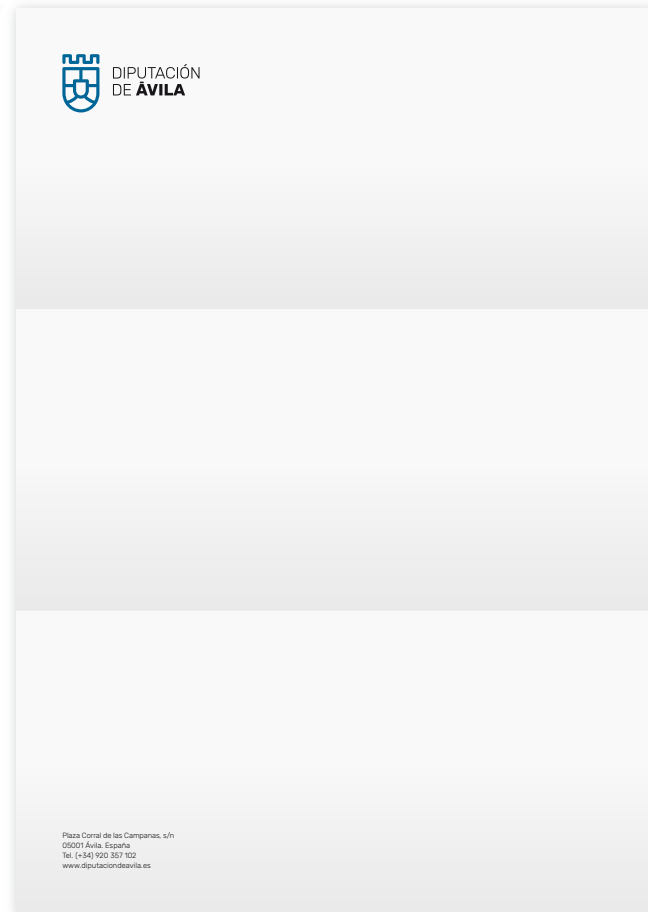 DIPUTACIÓN
DE ÁVILA
Plaza Corral de las Campanas, s/n
05001 Ávila. España
Tel. (+34) 920 357 102
www.diputaciondeavila.es